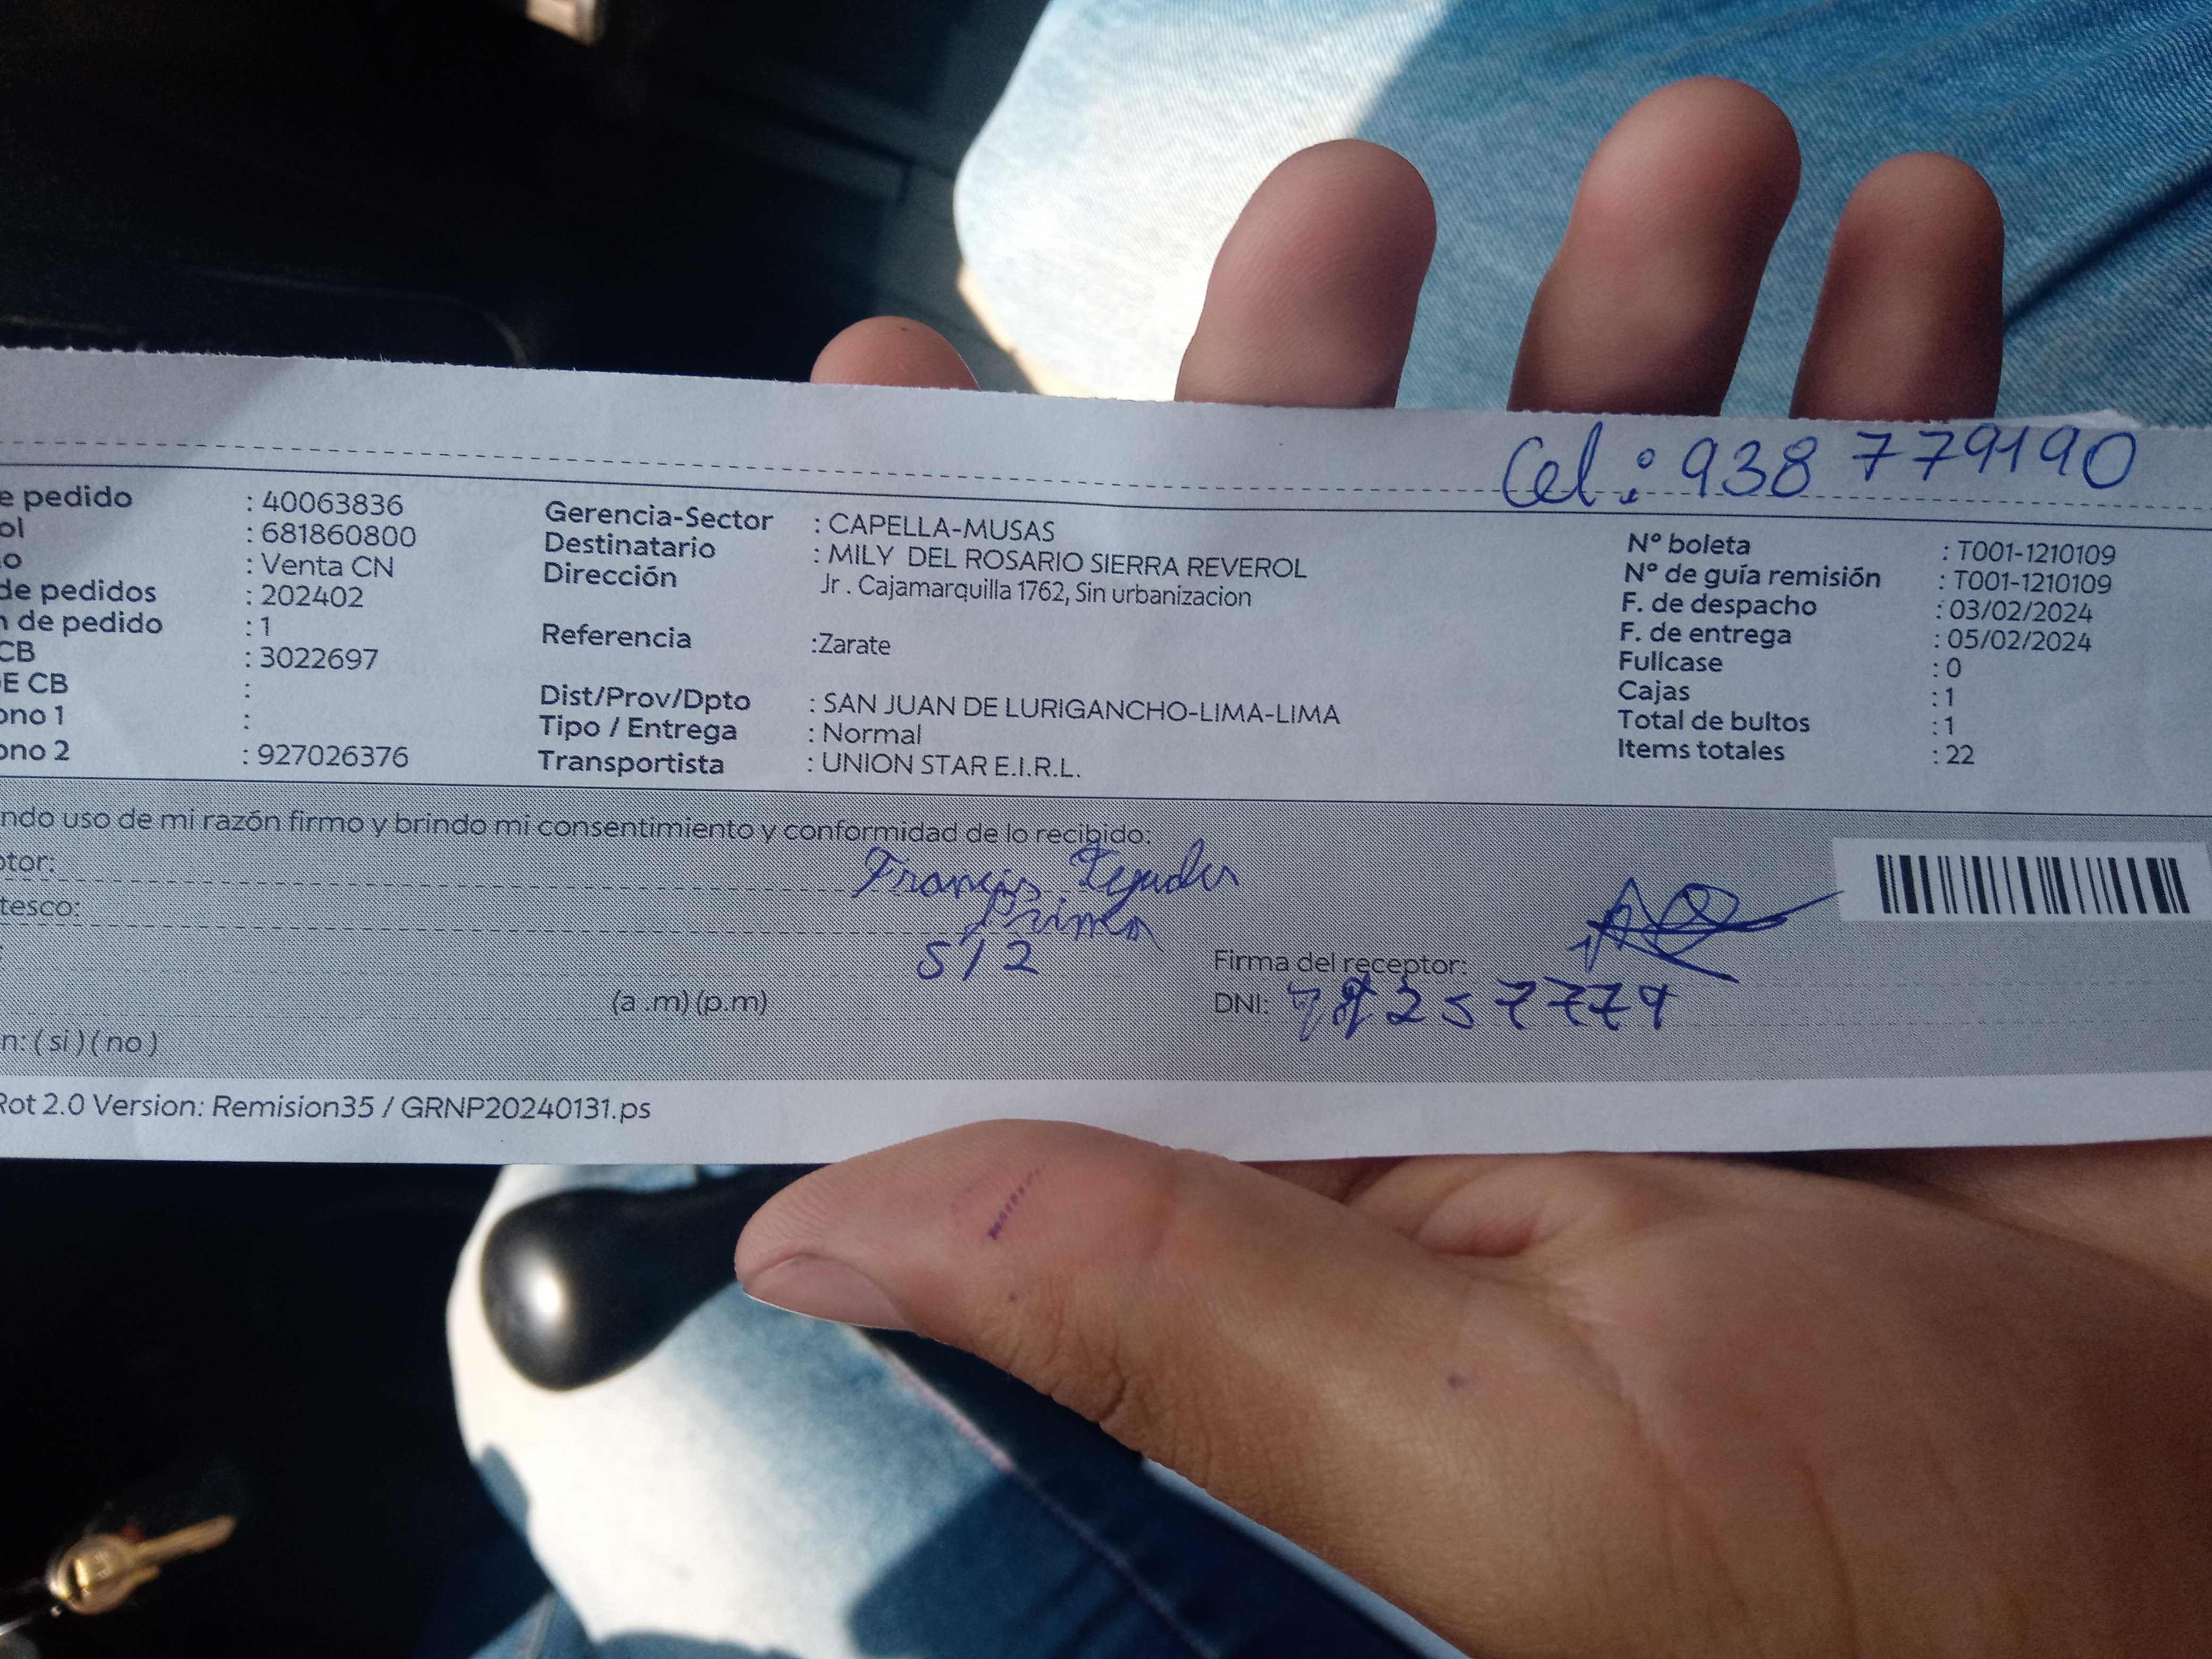 Cel: 938 779190
e pedido : 40063836
ol : 681860800
o : Venta CN
de pedidos : 202402
n de pedido : 1
CB : 3022697
E CB :
ono 1 :
ono 2 : 927026376
Gerencia-Sector : CAPELLA-MUSAS
Destinatario : MILY DEL ROSARIO SIERRA REVEROL
Dirección Jr . Cajamarquilla 1762, Sin urbanizacion
Referencia :Zarate
Dist/Prov/Dpto : SAN JUAN DE LURIGANCHO-LIMA-LIMA
Tipo / Entrega : Normal
Transportista : UNION STAR E.I.R.L.
Nº boleta : T001-1210109
Nº de guía remisión : T001-1210109
F. de despacho : 03/02/2024
F. de entrega : 05/02/2024
Fullcase : 0
Cajas : 1
Total de bultos : 1
Items totales : 22
ndo uso de mi razón firmo y brindo mi consentimiento y conformidad de lo recibido:
ptor: Francis
tesco: Prima
: 5/2
(a .m) (p.m)
n: ( si ) ( no )
Firma del receptor:
DNI:
Rot 2.0 Version: Remision35 / GRNP20240131.ps